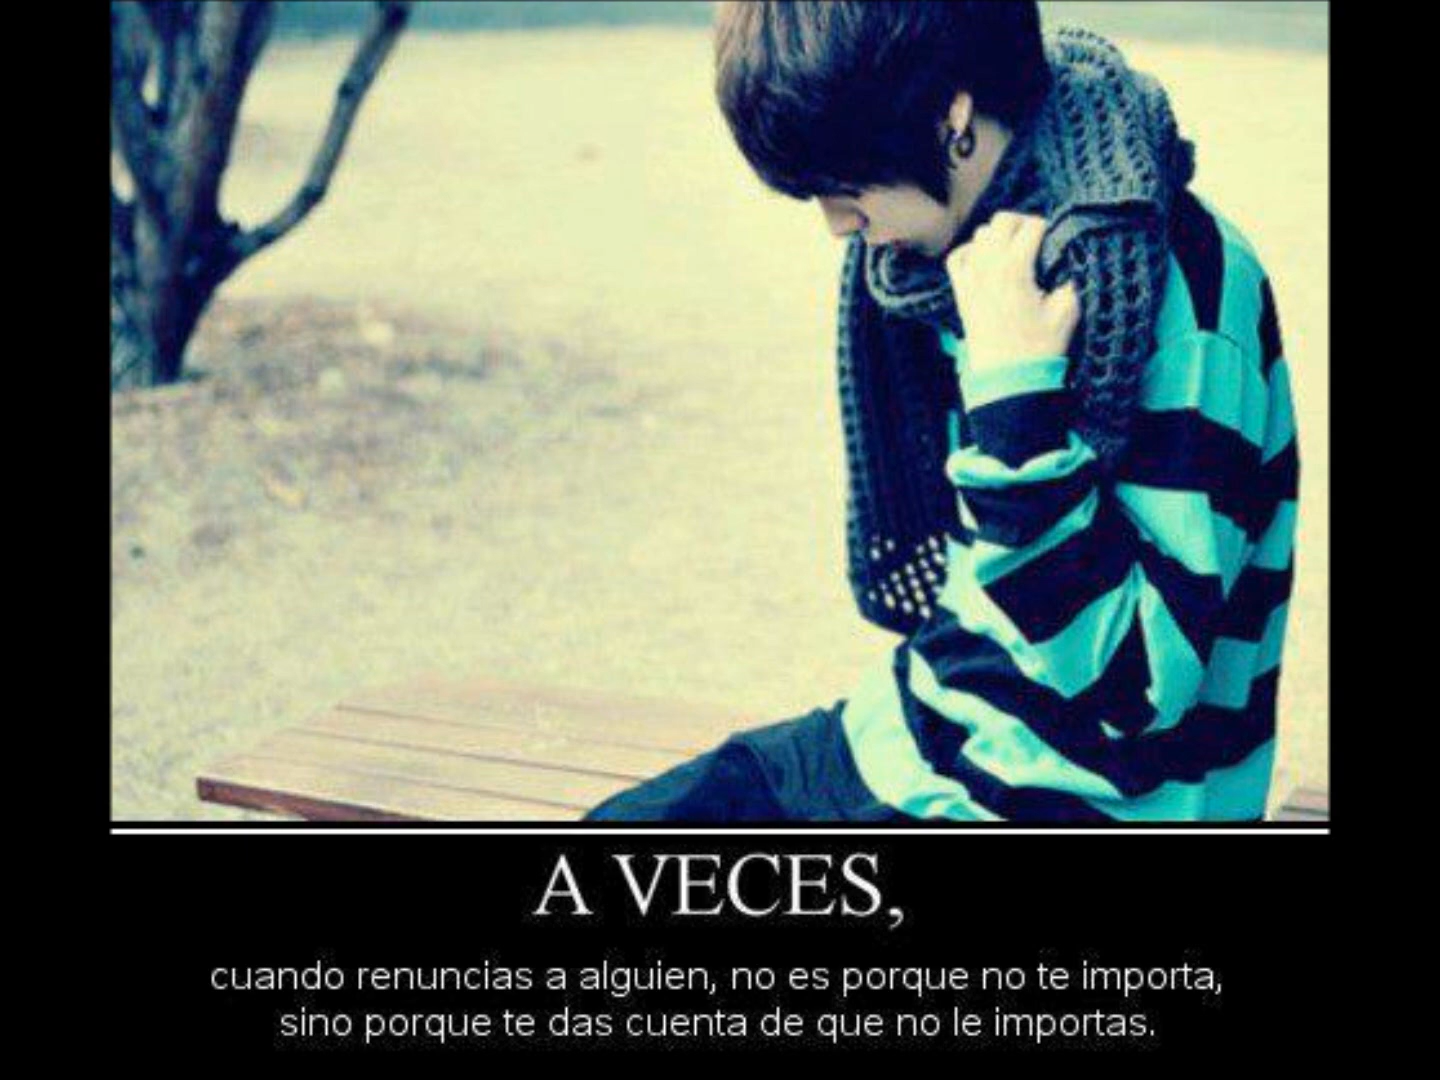 A VECES,
cuando renuncias a alguien, no es porque no te importa,
sino porque te das cuenta de que no le importas.